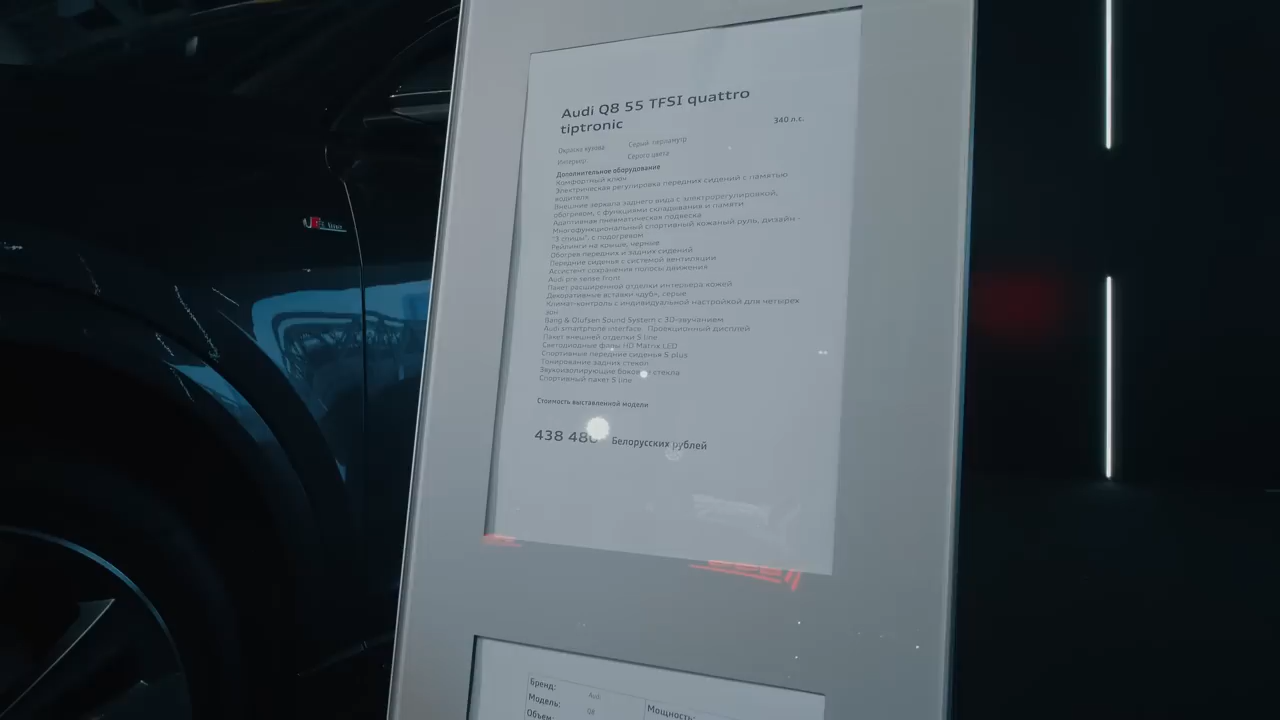 Audi Q8 55 TFSI quattro
tiptronic
340 л.с.
Окраска кузова Серый перламутр
Интерьер: Серого цвета
Дополнительное оборудование
Комфортный ключ
Электрическая регулировка передних сидений с памятью
водителя
Внешние зеркала заднего вида с электрорегулировкой,
обогревом, с функциями складывания и памяти
Адаптивная пневматическая подвеска
Многофункциональный спортивный кожаный руль, дизайн -
"3 спицы", с подогревом
Рейлинги на крыше, черные
Обогрев передних и задних сидений
Передние сиденья с системой вентиляции
Ассистент сохранения полосы движения
Audi pre sense front
Пакет расширенной отделки интерьера кожей
Декоративные вставки «дуб», серые
Климат-контроль с индивидуальной настройкой для четырех
зон
Bang & Olufsen Sound System с 3D-звучанием
Audi smartphone interface. Проекционный дисплей
Пакет внешней отделки S line
Светодиодные фары HD Matrix LED
Спортивные передние сиденья S plus
Тонирование задних стекол
Звукоизолирующие боковые стекла
Спортивный пакет S line
Стоимость выставленной модели
438 48 Белорусских рублей
Бренд: Audi
Модель: Q8 Мощность:
Объем:
line